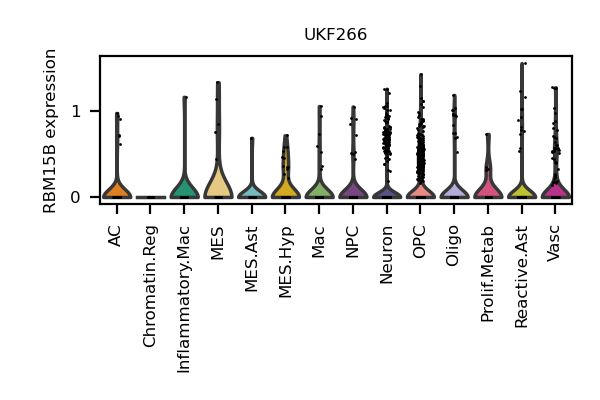 UKF266
RBM15B expression
1
0
AC
Chromatin.Reg
Inflammatory.Mac
MES
MES.Ast
MES.Hyp
Mac
NPC
Neuron
OPC
Oligo
Prolif.Metab
Reactive.Ast
Vasc